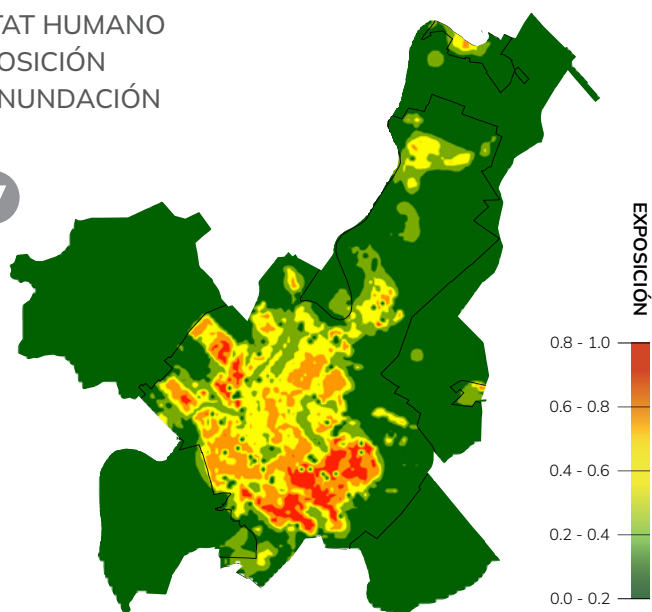 TAT HUMANO
OSICIÓN
NUNDACIÓN
EXPOSICIÓN
0.8 - 1.0
0.6 - 0.8
0.4 - 0.6
0.2 - 0.4
0.0 - 0.2